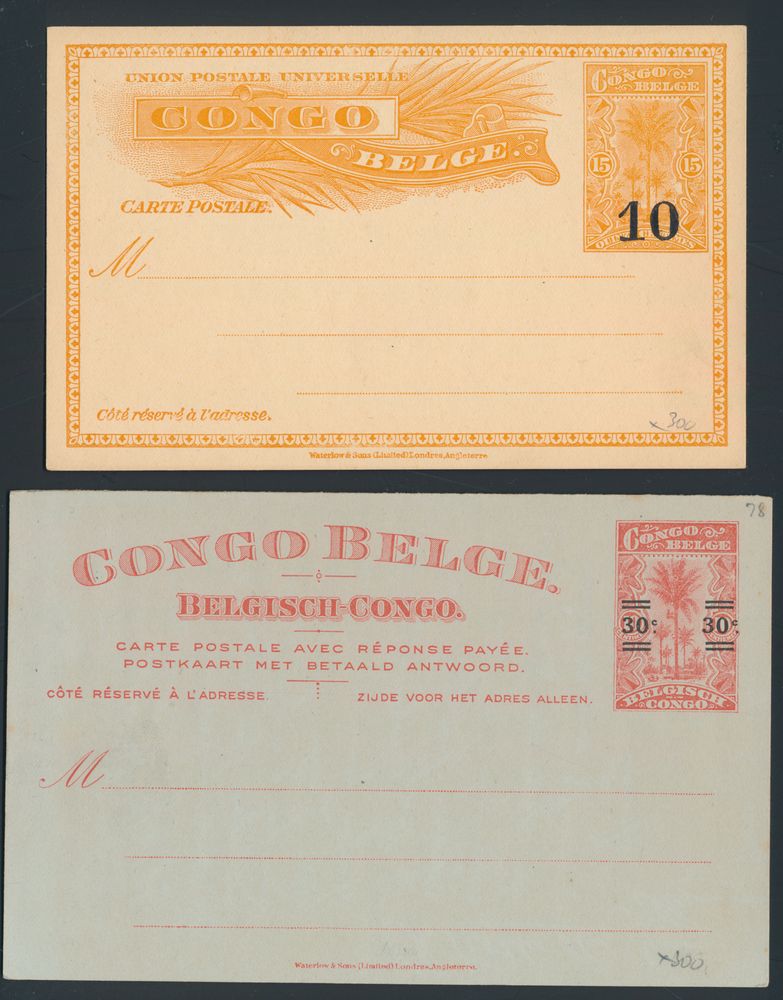 UNION POSTALE UNIVERSELLE
CONGO
BELGE.
CARTE POSTALE.
CONGO
BELGE
15 15
10
M
Côté réservé à l'adresse.
x300
Waterlow & Sons (Limited) Londres, Angleterre.
78
CONGO BELGE.
BELGISCH-CONGO.
CARTE POSTALE AVEC RÉPONSE PAYÉE.
POSTKAART MET BETAALD ANTWOORD.
CÔTÉ RÉSERVÉ À L'ADRESSE. ZIJDE VOOR HET ADRES ALLEEN.
CONGO
BELGE
30c. 30c.
BELGISCH
CONGO
M
Waterlow & Sons (Limited) Londres, Angleterre.